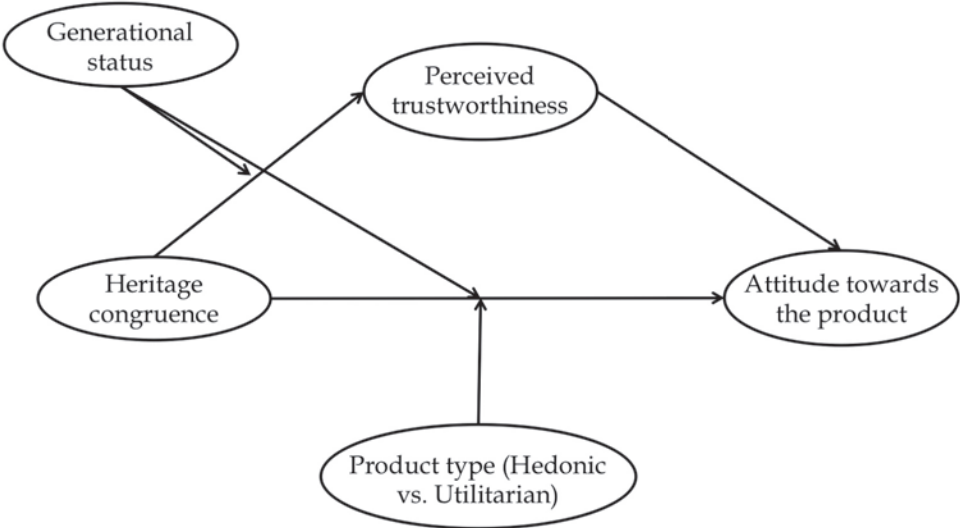 Generational
status
Perceived
trustworthiness
Heritage
congruence
Attitude towards
the product
Product type (Hedonic
vs. Utilitarian)